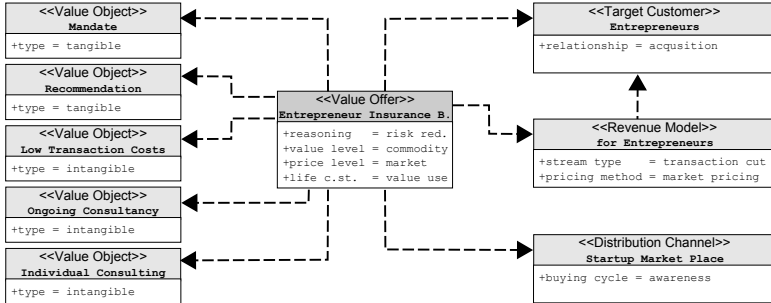 <<Value Object>>
Mandate
+type = tangible
<<Value Object>>
Recommendation
+type = tangible
<<Value Object>>
Low Transaction Costs
+type = intangible
<<Value Object>>
Ongoing Consultancy
+type = intangible
<<Value Object>>
Individual Consulting
+type = intangible
<<Value Offer>>
Entrepreneur Insurance B.
+reasoning = risk red.
+value level = commodity
+price level = market
+life c.st. = value use
<<Target Customer>>
Entrepreneurs
+relationship = acqusition
<<Revenue Model>>
for Entrepreneurs
+stream type = transaction cut
+pricing method = market pricing
<<Distribution Channel>>
Startup Market Place
+buying cycle = awareness